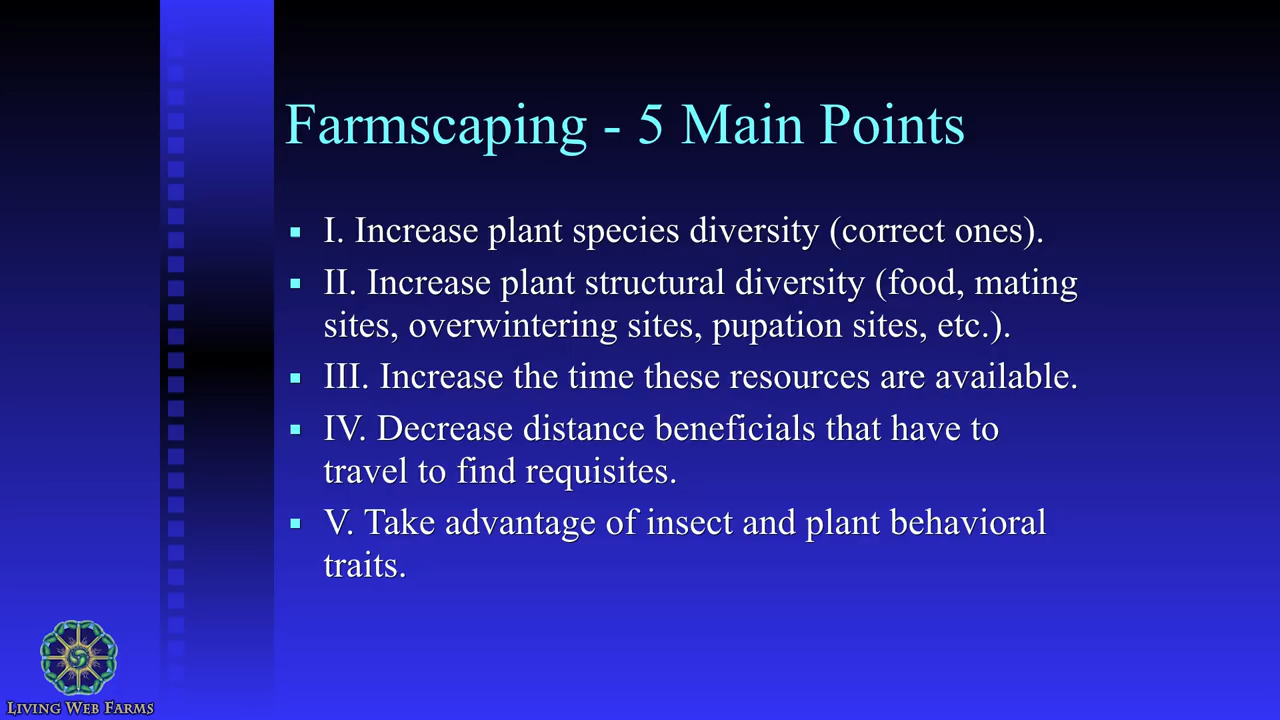 Farmscaping - 5 Main Points
▪ I. Increase plant species diversity (correct ones).
▪ II. Increase plant structural diversity (food, mating
sites, overwintering sites, pupation sites, etc.).
▪ III. Increase the time these resources are available.
▪ IV. Decrease distance beneficials that have to
travel to find requisites.
▪ V. Take advantage of insect and plant behavioral
traits.
LIVING WEB FARMS